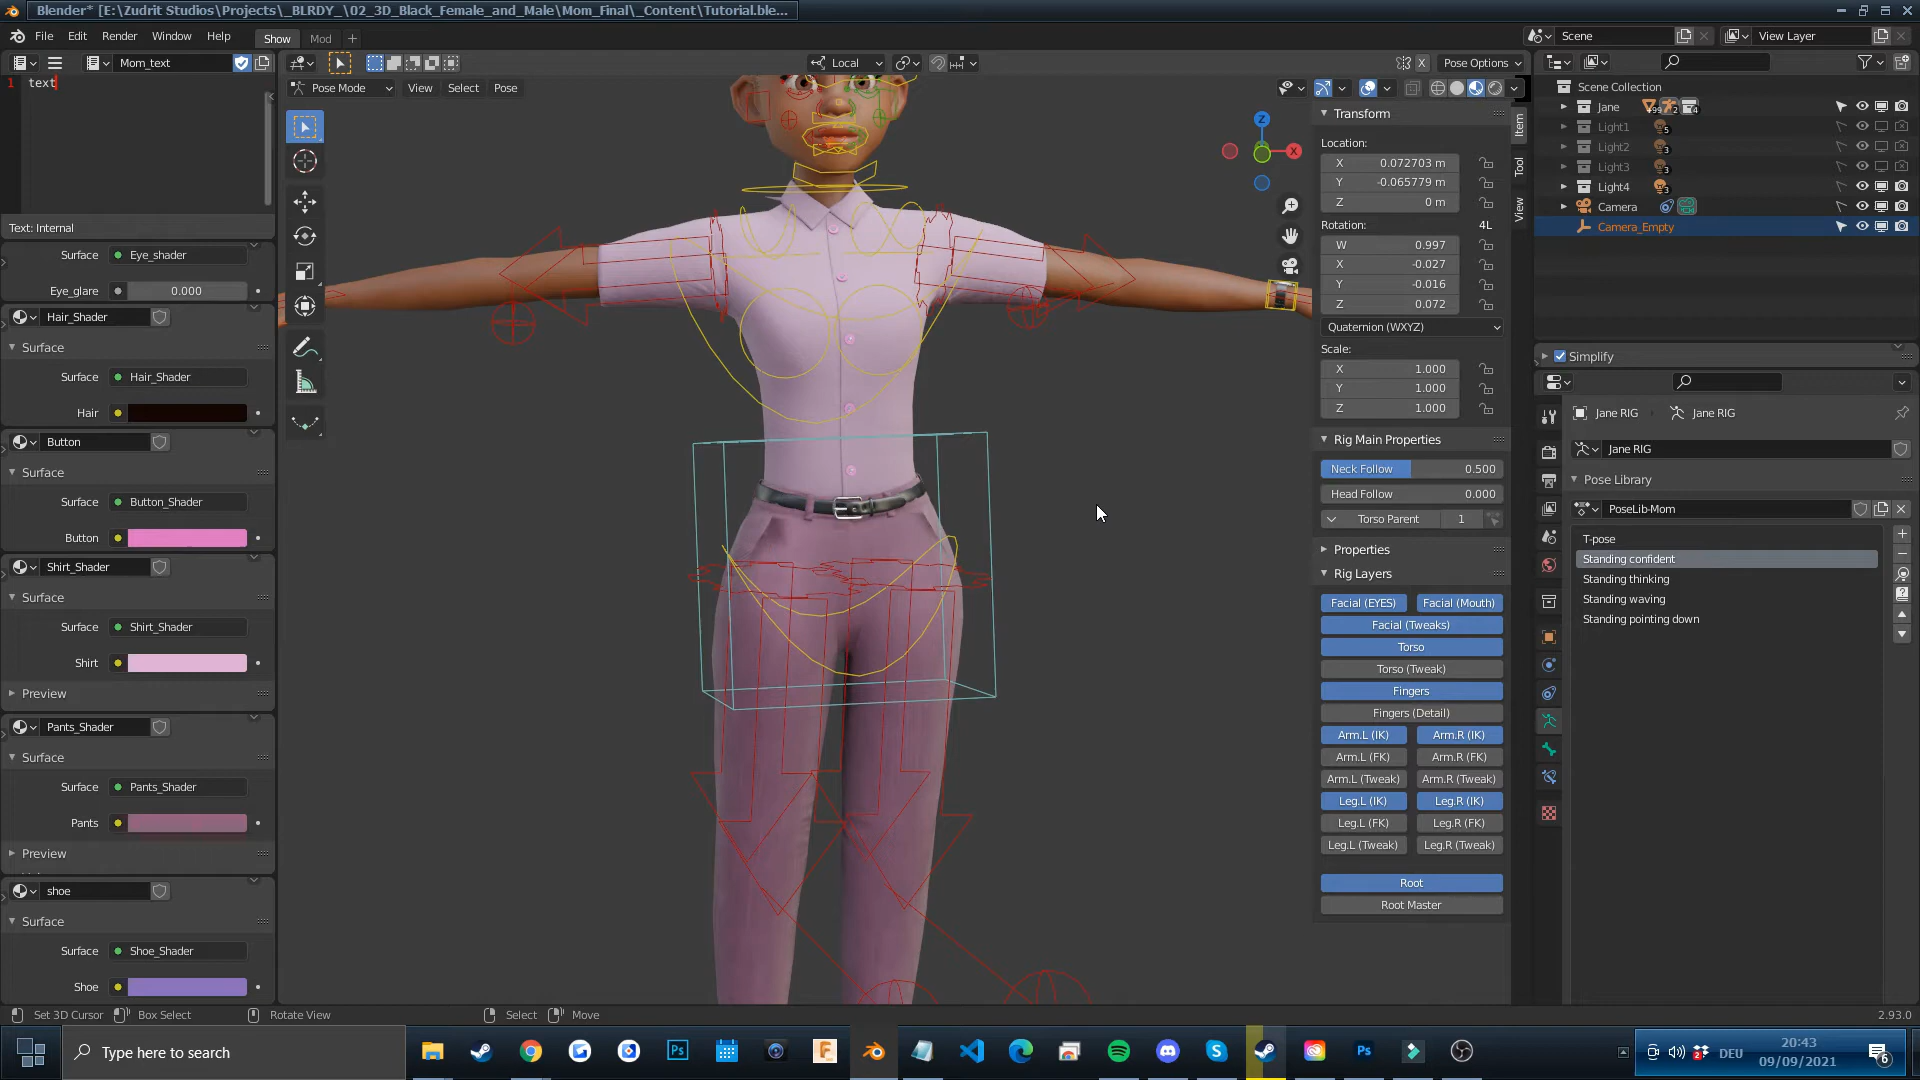 Blender* [E:\Zudrit Studios\Projects\_BLRDY_\02_3D_Black_Female_and_Male\Mom_Final\_Content\Tutorial.ble...
File Edit Render Window Help
Show Mod
Scene
View Layer
Mom_text
Local
X
Pose Options
1 text
Pose Mode View Select Pose
Text: Internal
Surface Eye_shader
Eye_glare 0.000
Hair_Shader
Surface
Surface Hair_Shader
Hair
Button
Surface
Surface Button_Shader
Button
Shirt_Shader
Surface
Surface Shirt_Shader
Shirt
Preview
Pants_Shader
Surface
Surface Pants_Shader
Pants
Preview
shoe
Surface
Surface Shoe_Shader
Shoe
Z
X
Transform
Location:
X 0.072703 m
Y -0.065779 m
Z 0 m
Rotation: 4L
W 0.997
X -0.027
Y -0.016
Z 0.072
Quaternion (WXYZ)
Scale:
X 1.000
Y 1.000
Z 1.000
Rig Main Properties
Neck Follow 0.500
Head Follow 0.000
Torso Parent 1
Properties
Rig Layers
Facial (EYES) Facial (Mouth)
Facial (Tweaks)
Torso
Torso (Tweak)
Fingers
Fingers (Detail)
Arm.L (IK) Arm.R (IK)
Arm.L (FK) Arm.R (FK)
Arm.L (Tweak) Arm.R (Tweak)
Leg.L (IK) Leg.R (IK)
Leg.L (FK) Leg.R (FK)
Leg.L (Tweak) Leg.R (Tweak)
Root
Root Master
Item
Tool
View
Scene Collection
Jane
Light1 5
Light2 3
Light3 3
Light4 3
Camera
Camera_Empty
Simplify
Jane RIG Jane RIG
Jane RIG
Pose Library
PoseLib-Mom
T-pose
Standing confident
Standing thinking
Standing waving
Standing pointing down
Set 3D Cursor Box Select Rotate View Select Move
2.93.0
Type here to search
DEU
20:43
09/09/2021
6